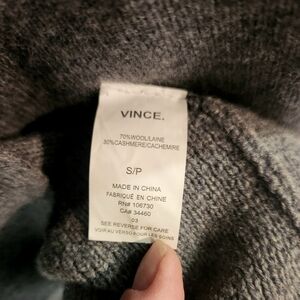 VINCE.
70%WOOL/LAINE
30%CASHMERE/CACHEMIRE
S/P
MADE IN CHINA
FABRIQUÉ EN CHINE
RN# 106730
CA# 34460
03
SEE REVERSE FOR CARE
VOIR AU VERSO POUR LES SOINS